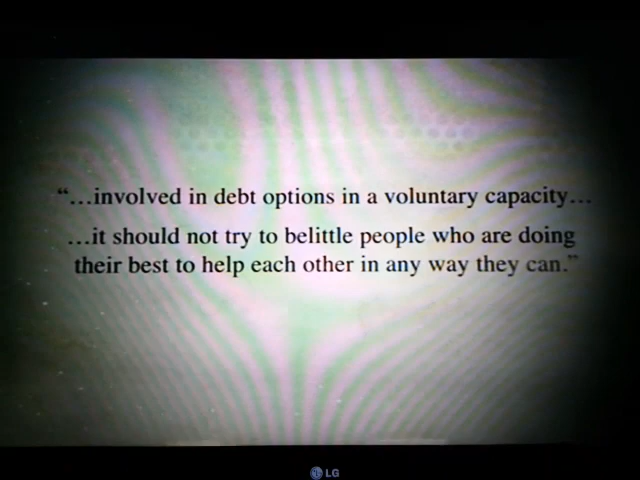 “…involved in debt options in a voluntary capacity…
…it should not try to belittle people who are doing
their best to help each other in any way they can.”
LG